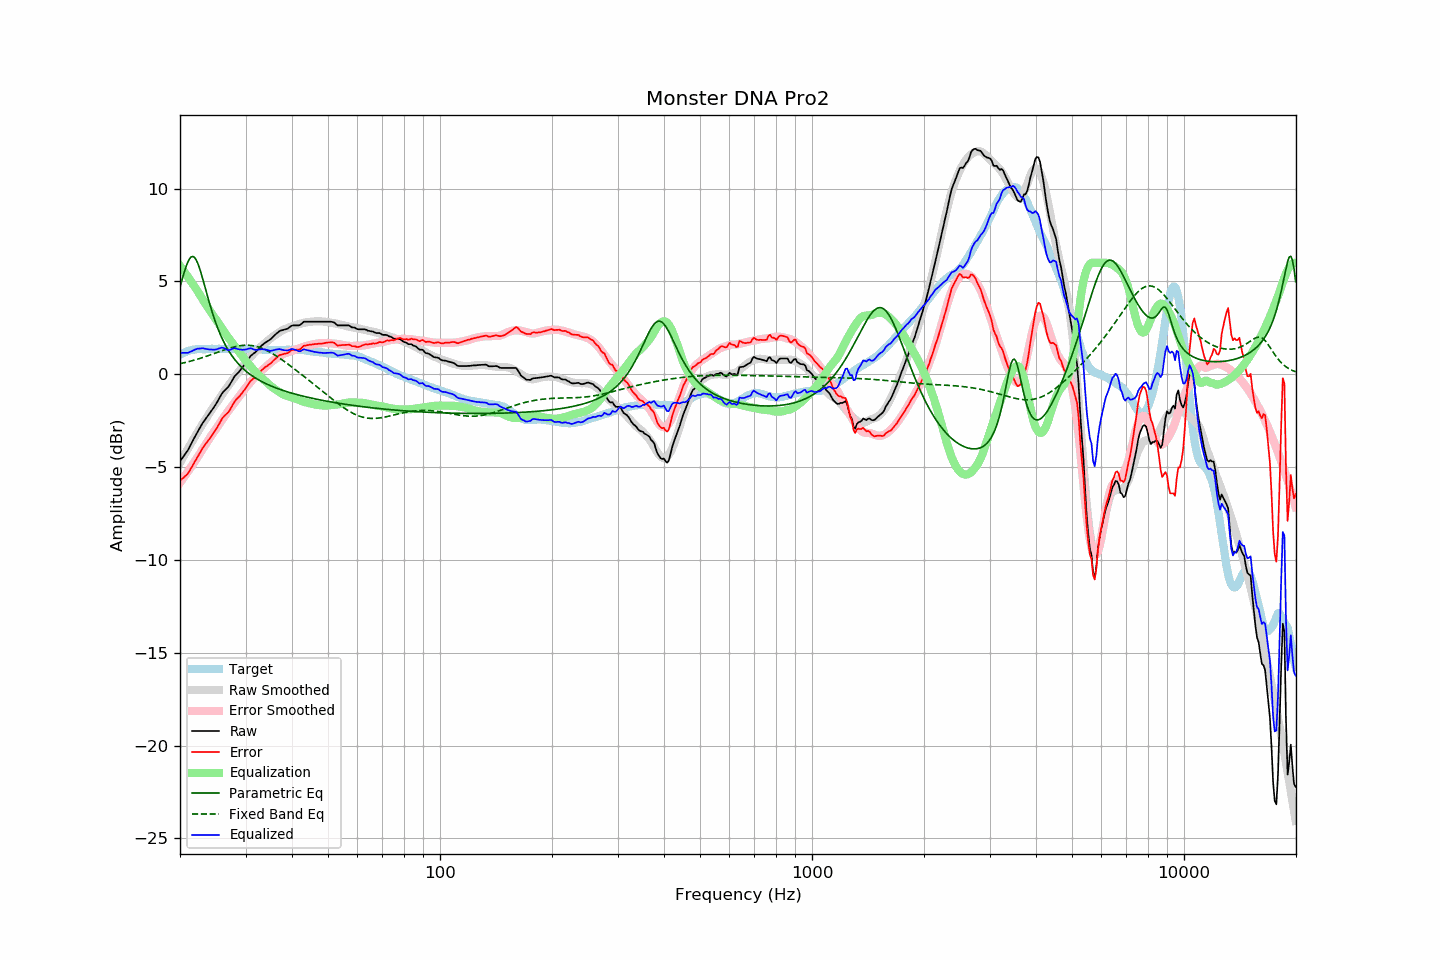 Monster DNA Pro2
10
5
0
−5
−10
−15
−20
−25
Amplitude (dBr)
Target
Raw Smoothed
Error Smoothed
Raw
Error
Equalization
Parametric Eq
Fixed Band Eq
Equalized
100
1000
10000
Frequency (Hz)